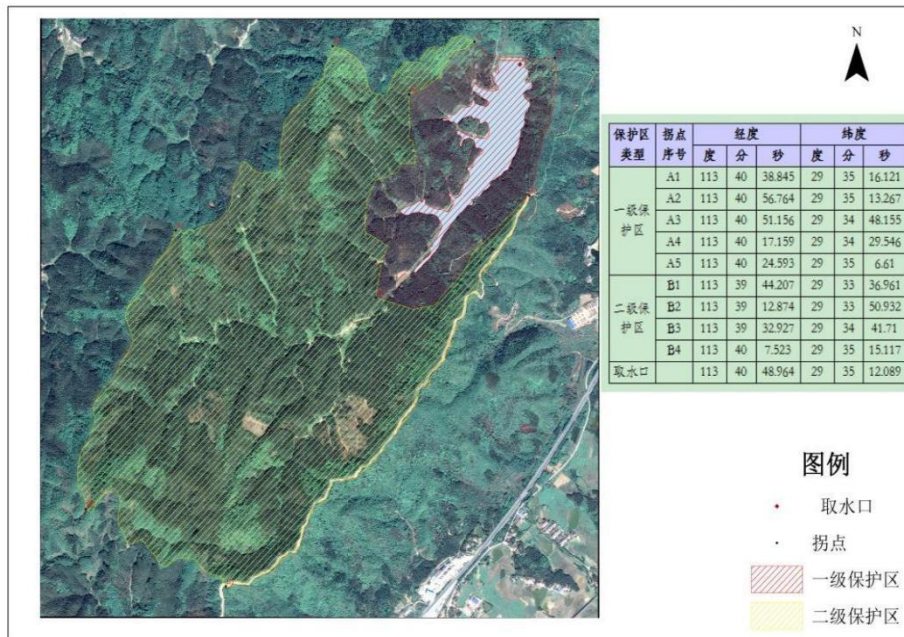 N
保护区类型 拐点序号 经度 纬度
度 分 秒 度 分 秒
一级保护区 A1 113 40 38.845 29 35 16.121
A2 113 40 56.764 29 35 13.267
A3 113 40 51.156 29 34 48.155
A4 113 40 17.159 29 34 29.546
A5 113 40 24.593 29 35 6.61
二级保护区 B1 113 39 44.207 29 33 36.961
B2 113 39 12.874 29 33 50.932
B3 113 39 32.927 29 34 41.71
B4 113 40 7.523 29 35 15.117
取水口 113 40 48.964 29 35 12.089
图例
取水口
拐点
一级保护区
二级保护区